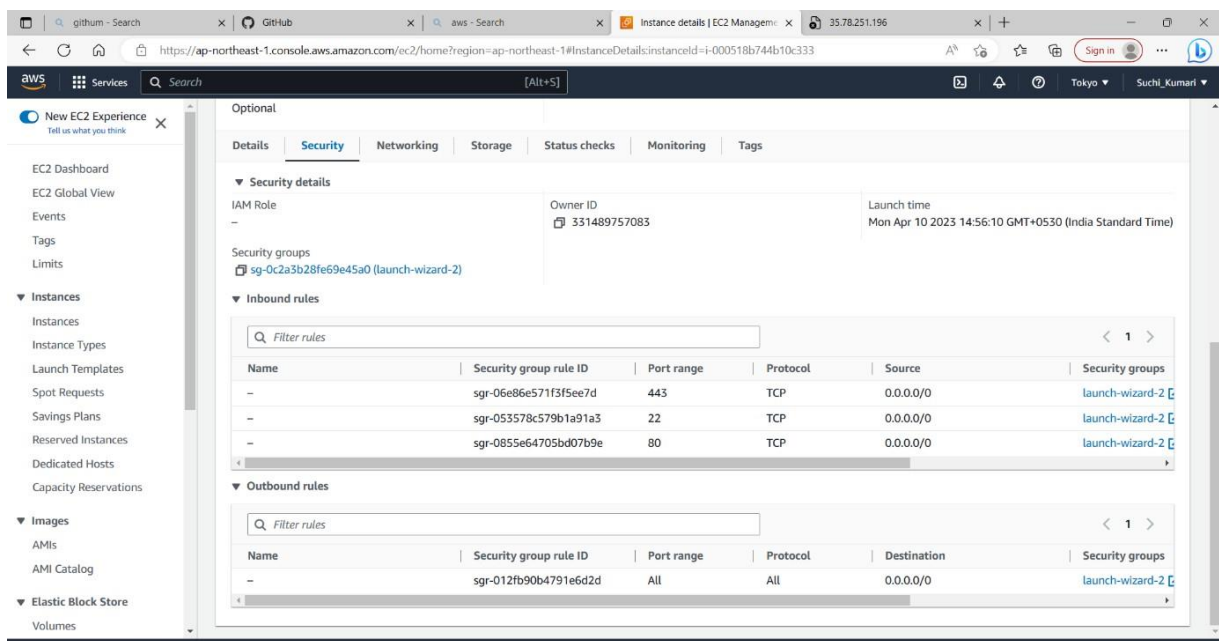 githum - Search
GitHub
aws - Search
Instance details | EC2 Manageme
35.78.251.196
https://ap-northeast-1.console.aws.amazon.com/ec2/home?region=ap-northeast-1#InstanceDetails:instanceId=i-000518b744b10c333
Sign in
aws Services Search [Alt+S] Tokyo Suchi_Kumari
New EC2 Experience
Tell us what you think
EC2 Dashboard
EC2 Global View
Events
Tags
Limits
Instances
Instances
Instance Types
Launch Templates
Spot Requests
Savings Plans
Reserved Instances
Dedicated Hosts
Capacity Reservations
Images
AMIs
AMI Catalog
Elastic Block Store
Volumes
Optional
Details Security Networking Storage Status checks Monitoring Tags
Security details
IAM Role
–
Owner ID
331489757083
Launch time
Mon Apr 10 2023 14:56:10 GMT+0530 (India Standard Time)
Security groups
sg-0c2a3b28fe69e45a0 (launch-wizard-2)
Inbound rules
Filter rules
1
Name Security group rule ID Port range Protocol Source Security groups
– sgr-06e86e571f3f5ee7d 443 TCP 0.0.0.0/0 launch-wizard-2
– sgr-053578c579b1a91a3 22 TCP 0.0.0.0/0 launch-wizard-2
– sgr-0855e64705bd07b9e 80 TCP 0.0.0.0/0 launch-wizard-2
Outbound rules
Filter rules
1
Name Security group rule ID Port range Protocol Destination Security groups
– sgr-012fb90b4791e6d2d All All 0.0.0.0/0 launch-wizard-2